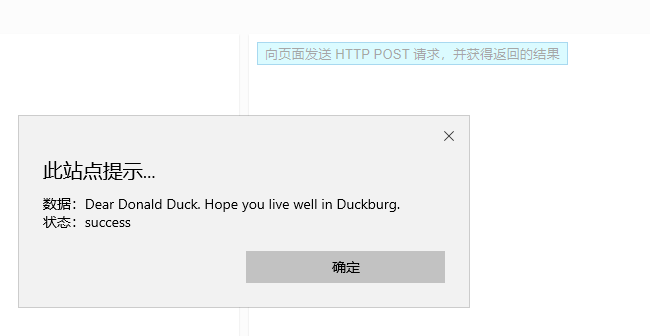 向页面发送 HTTP POST 请求，并获得返回的结果
此站点提示...
数据：Dear Donald Duck. Hope you live well in Duckburg.
状态：success
确定